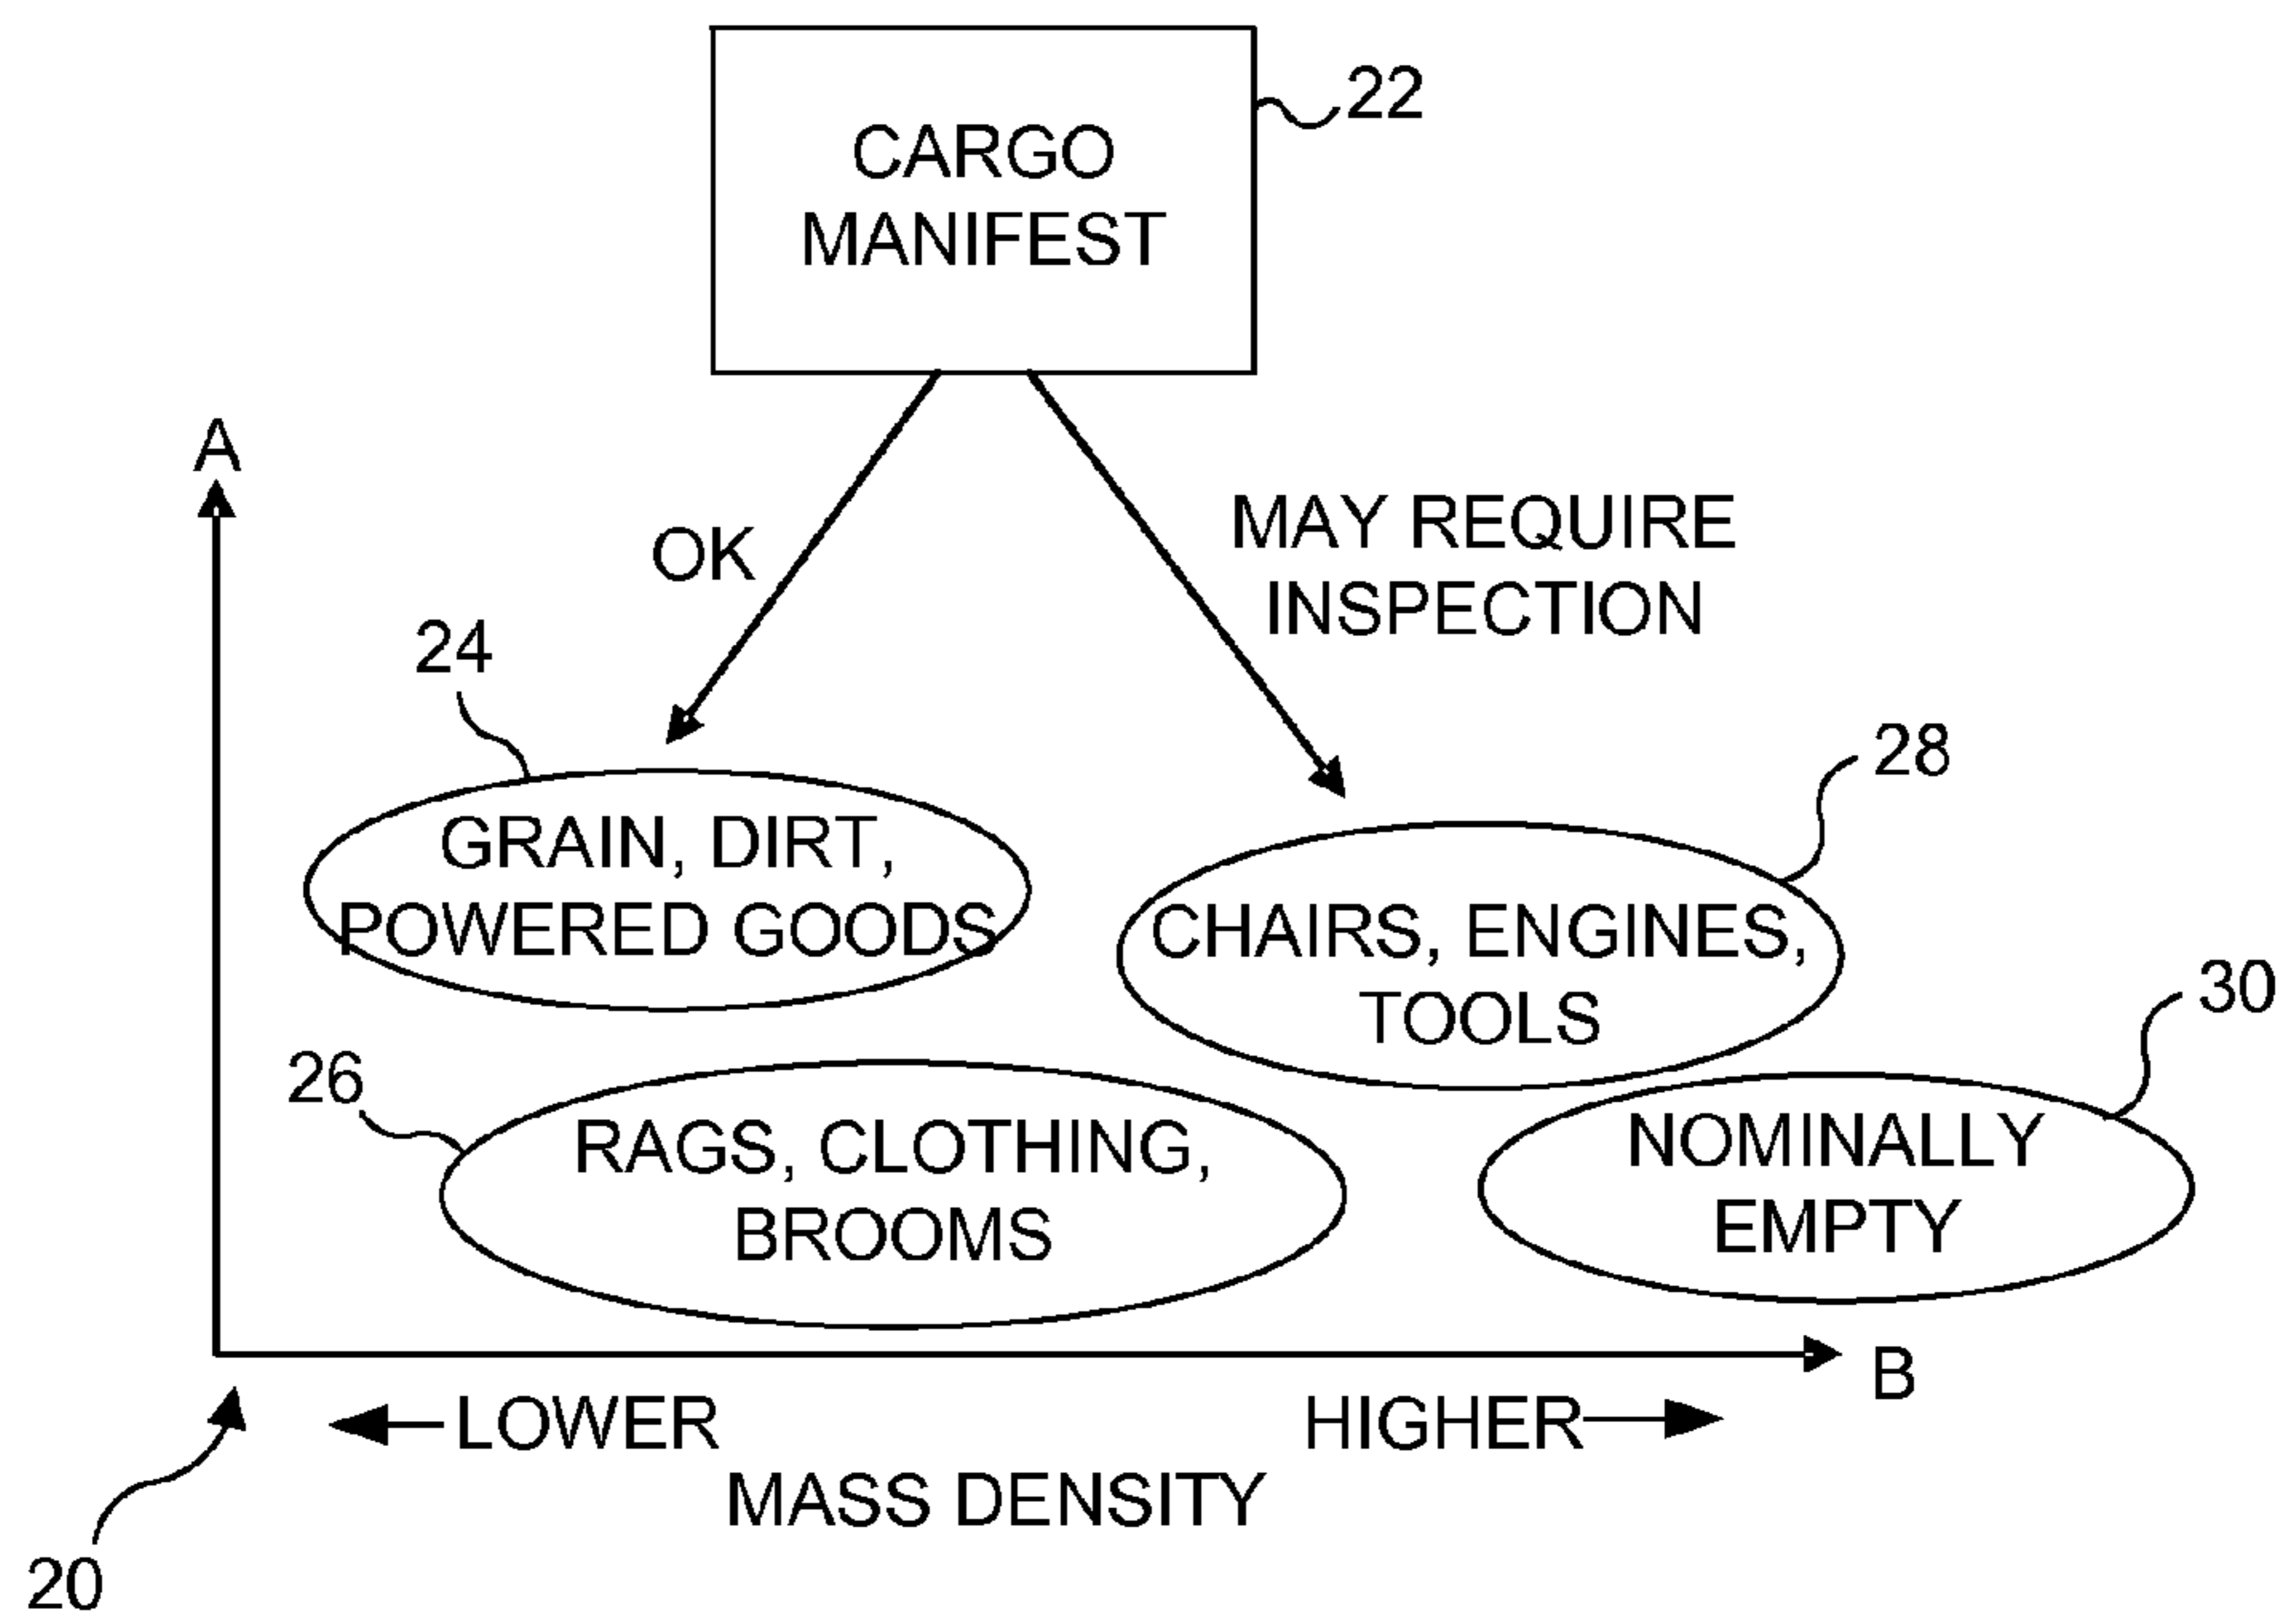 CARGO
MANIFEST
22
A
OK
MAY REQUIRE
INSPECTION
24
28
GRAIN, DIRT,
POWERED GOODS
CHAIRS, ENGINES,
TOOLS
30
26
RAGS, CLOTHING,
BROOMS
NOMINALLY
EMPTY
B
LOWER
HIGHER
MASS DENSITY
20